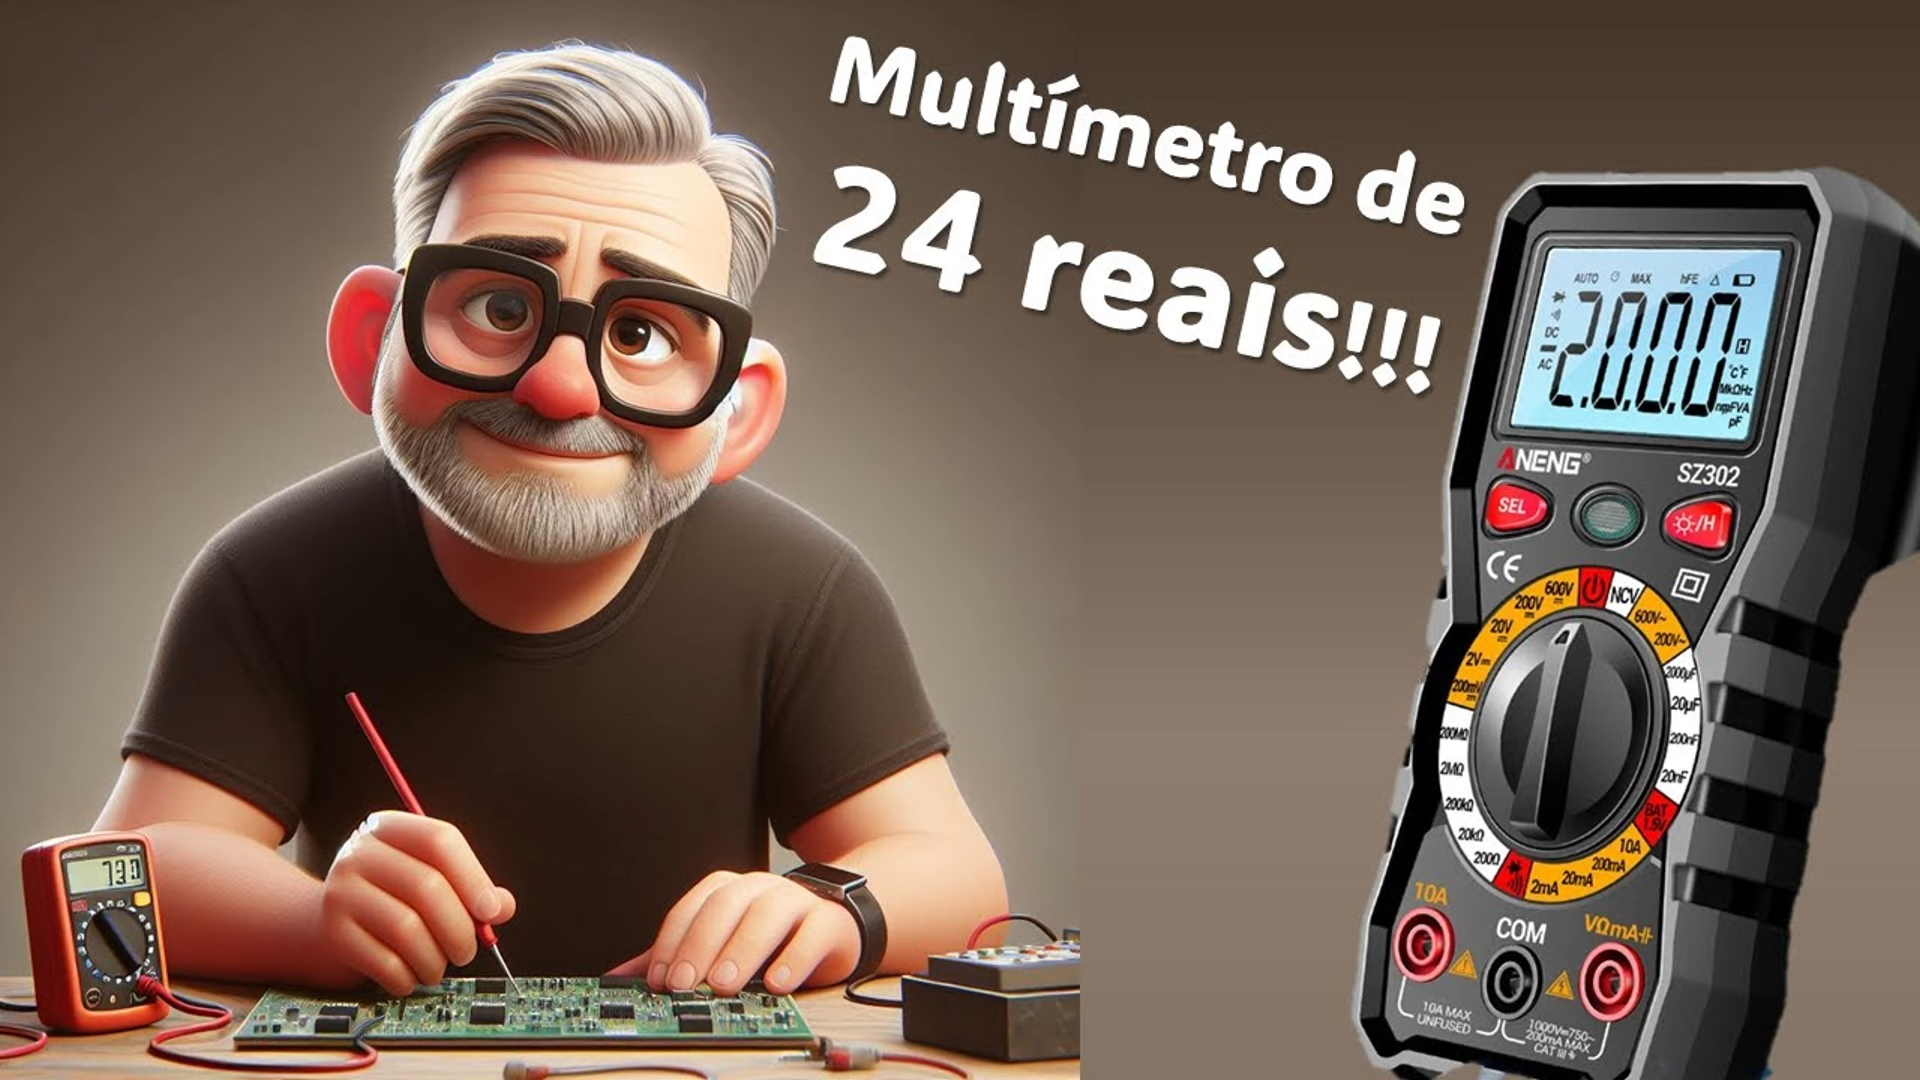 Multímetro de
24 reais!!!
AUTO MAX hFE
DC
AC
2.0.0.0
H
°C°F
MkΩHz
pF
ANENG®
SZ302
SEL
☼/H
CE
600V
NCV
200V
600V~
20V
200V~
2V
2000µF
200mV
20µF
200MΩ
200nF
2MΩ
20nF
200kΩ
BAT
1.5V
20kΩ
10A
200Ω
200mA
20mA
2mA
10A
COM
VΩmA
10A MAX
UNFUSED
1000V=750~
200mA MAX
CAT III
730